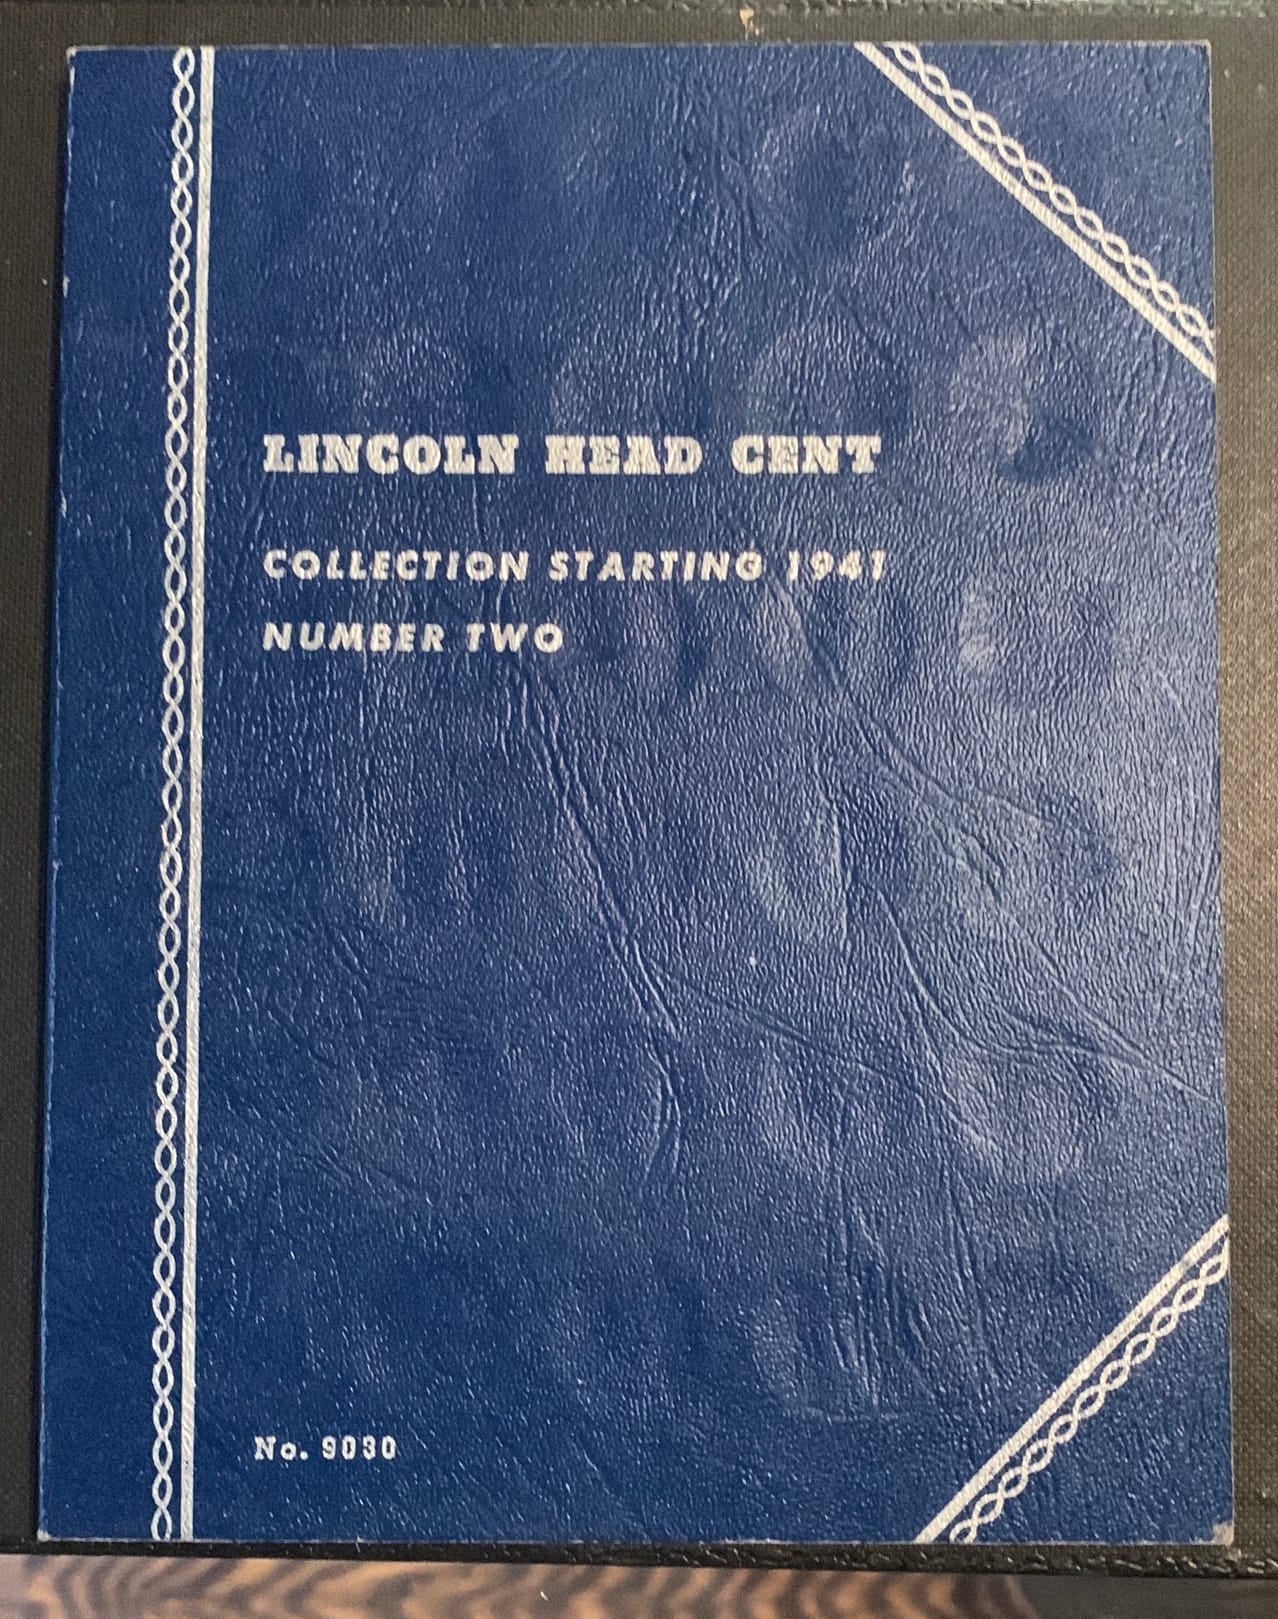 LINCOLN HEAD CENT
COLLECTION STARTING 1941
NUMBER TWO
No. 9030